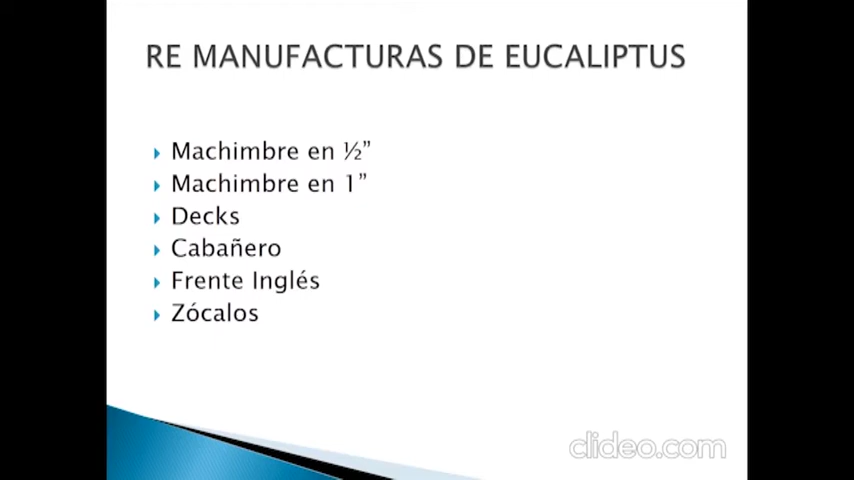 RE MANUFACTURAS DE EUCALIPTUS
Machimbre en ½”
Machimbre en 1”
Decks
Cabañero
Frente Inglés
Zócalos
clideo.com